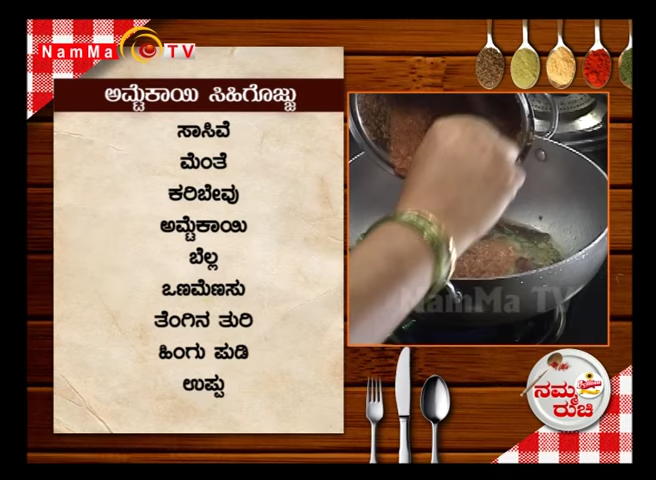 NamMa TV
ಅಮ್ಟೆಕಾಯಿ ಸಿಹಿಗೊಜ್ಜು
ಸಾಸಿವೆ
ಮೆಂತೆ
ಕರಿಬೇವು
ಅಮ್ಟೆಕಾಯಿ
ಬೆಲ್ಲ
ಒಣಮೆಣಸು
ತೆಂಗಿನ ತುರಿ
ಹಿಂಗು ಪುಡಿ
ಉಪ್ಪು
NamMa TV
ನಮ್ಮ
ರುಚಿ